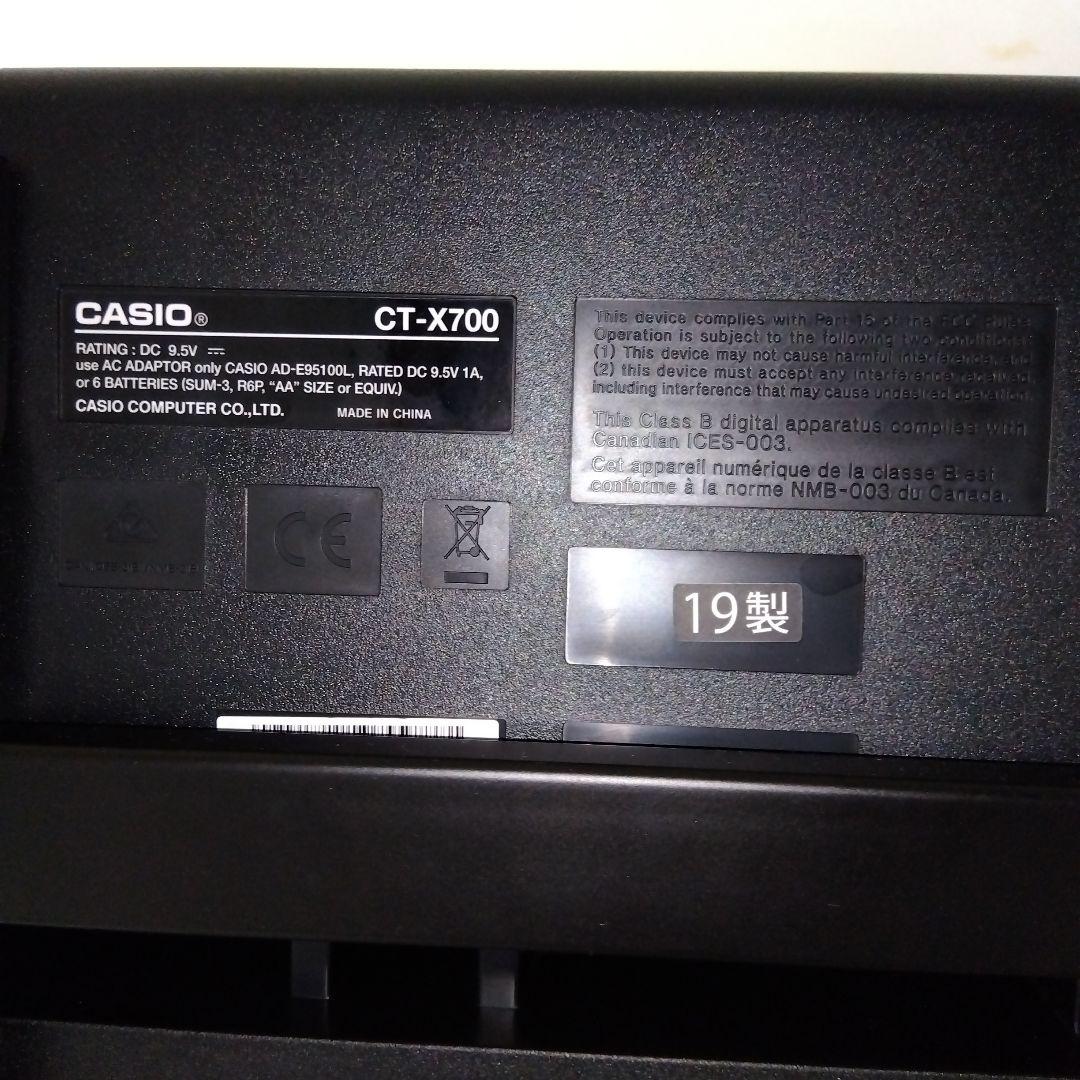 CASIO® CT-X700
RATING : DC 9.5V ⎓
use AC ADAPTOR only CASIO AD-E95100L, RATED DC 9.5V 1A,
or 6 BATTERIES (SUM-3, R6P, “AA” SIZE or EQUIV.)
CASIO COMPUTER CO.,LTD. MADE IN CHINA
This device complies with Part 15 of the FCC Rules
Operation is subject to the following two conditions:
(1) This device may not cause harmful interference, and
(2) this device must accept any interference received
including interference that may cause undesired operation.
This Class B digital apparatus complies with
Canadian ICES-003.
Cet appareil numérique de la classe B est
conforme à la norme NMB-003 du Canada.
CE
19製